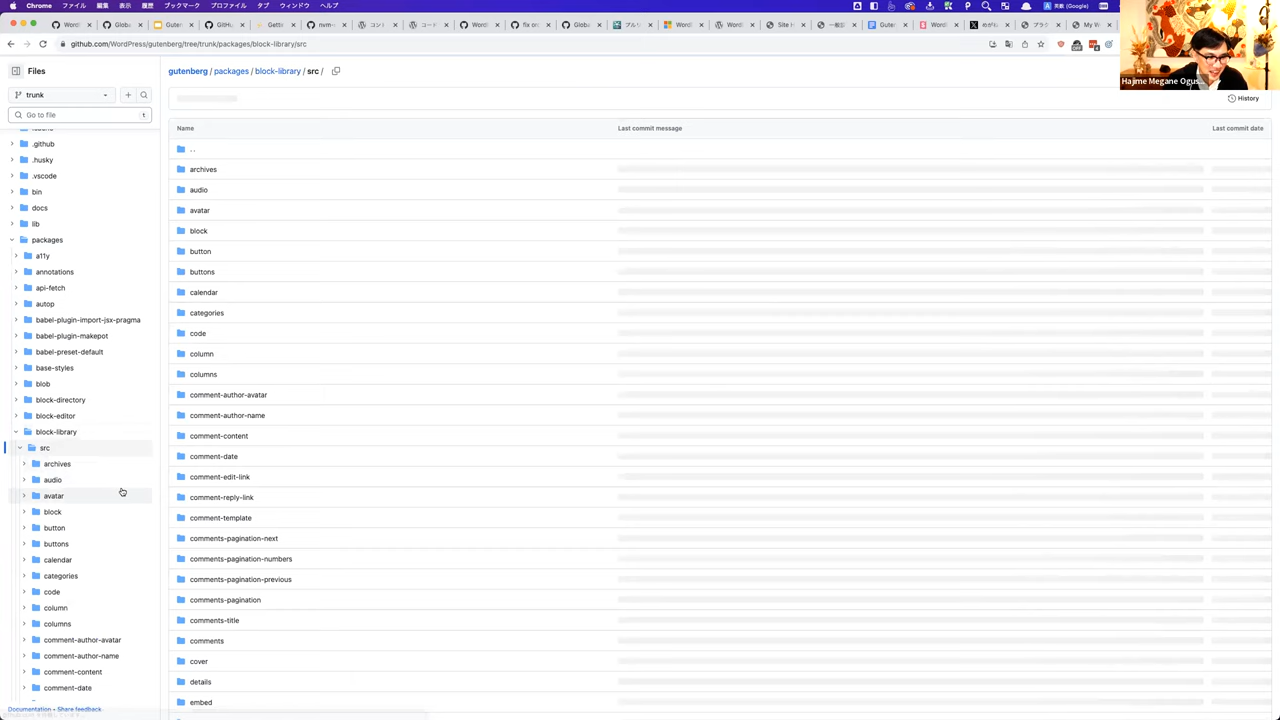 Chrome ファイル 編集 表示 履歴 ブックマーク プロファイル タブ ウィンドウ ヘルプ
github.com/WordPress/gutenberg/tree/trunk/packages/block-library/src
Hajime Megane Ogus...
Files
gutenberg / packages / block-library / src /
trunk
History
Go to file
Name Last commit message Last commit date
.github
.husky
.vscode
bin
docs
lib
packages
a11y
annotations
api-fetch
autop
babel-plugin-import-jsx-pragma
babel-plugin-makepot
babel-preset-default
base-styles
blob
block-directory
block-editor
block-library
src
archives
audio
avatar
block
button
buttons
calendar
categories
code
column
columns
comment-author-avatar
comment-author-name
comment-content
comment-date
Documentation • Share feedback
..
archives
audio
avatar
block
button
buttons
calendar
categories
code
column
columns
comment-author-avatar
comment-author-name
comment-content
comment-date
comment-edit-link
comment-reply-link
comment-template
comments-pagination-next
comments-pagination-numbers
comments-pagination-previous
comments-pagination
comments-title
comments
cover
details
embed